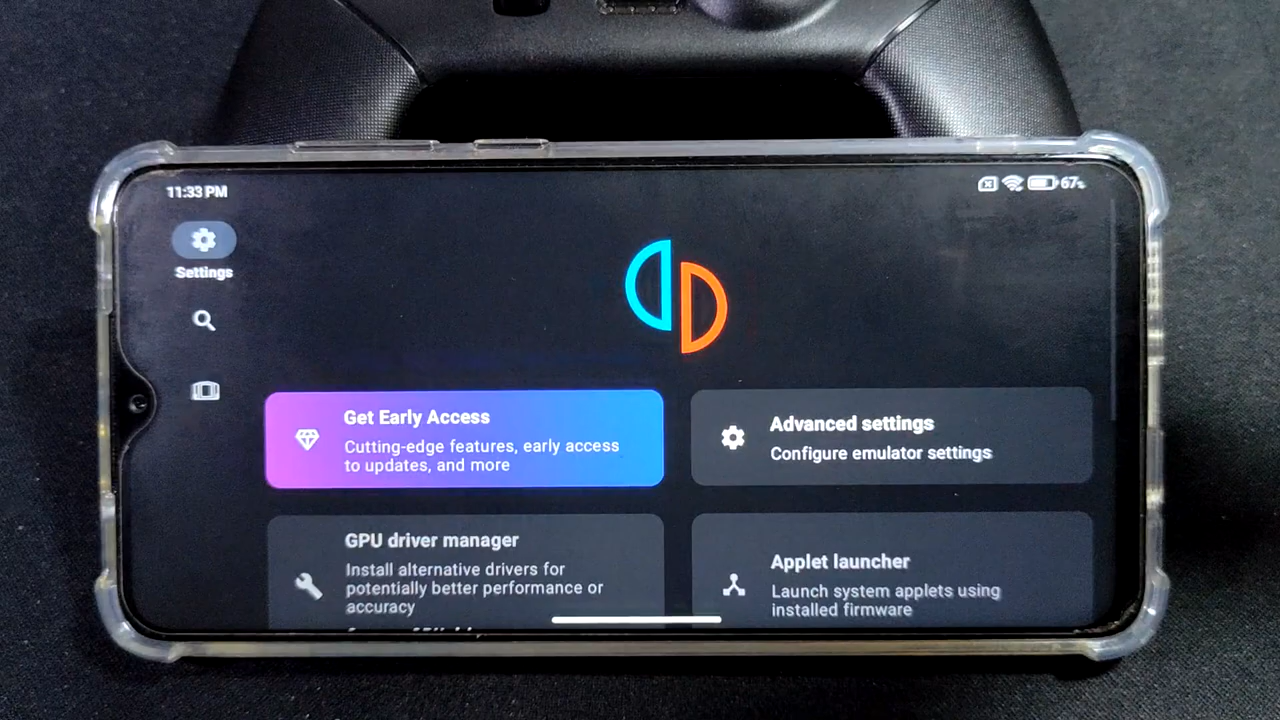 11:33 PM
67%
Settings
Get Early Access
Cutting-edge features, early access
to updates, and more
Advanced settings
Configure emulator settings
GPU driver manager
Install alternative drivers for
potentially better performance or
accuracy
Applet launcher
Launch system applets using
installed firmware